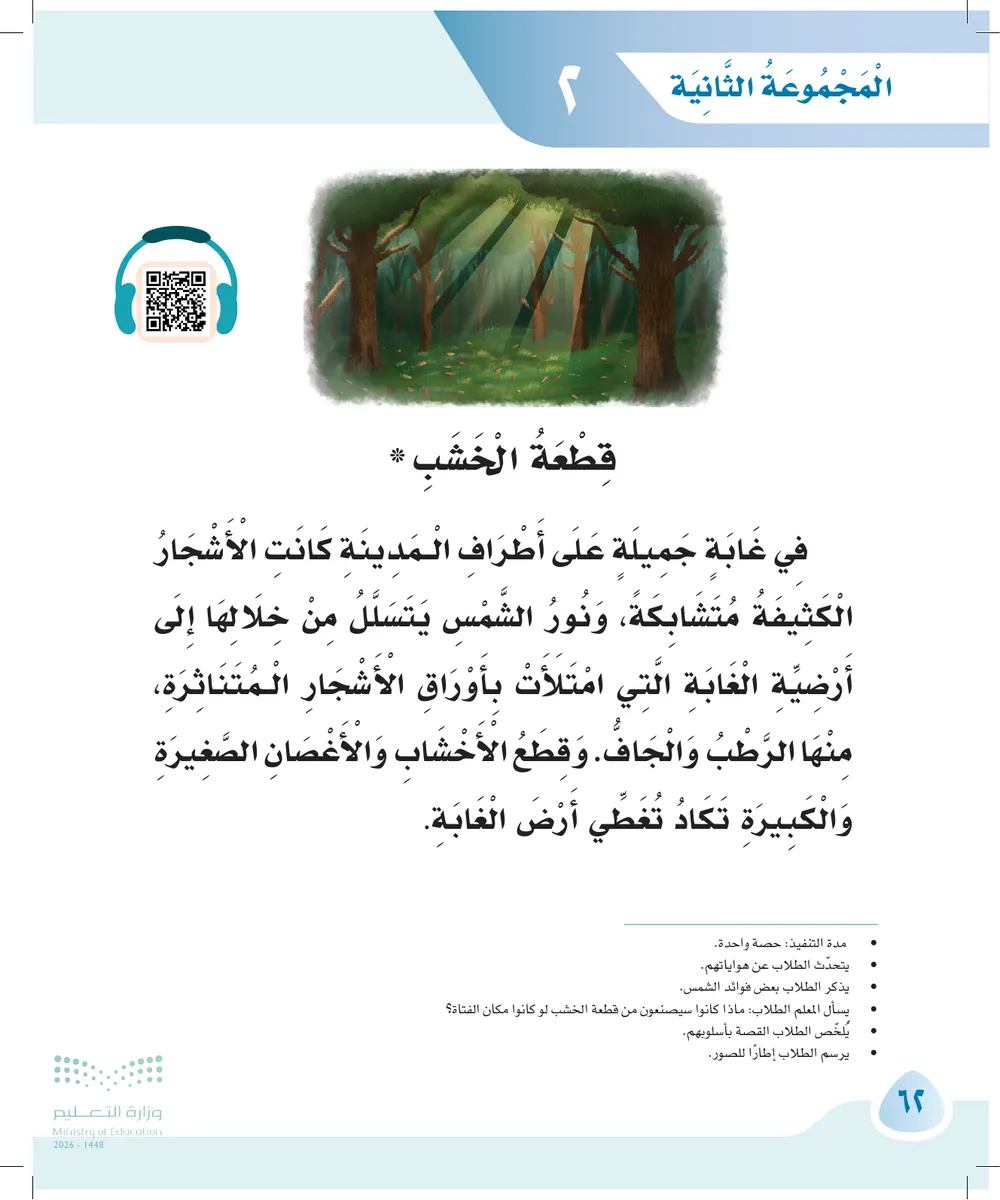 الْمَجْمُوعَةُ الثَّانِيَة
٢
قِطْعَةُ الْخَشَبِ *
فِي غَابَةٍ جَمِيلَةٍ عَلَى أَطْرَافِ الْـمَدِينَةِ كَانَتِ الْأَشْجَارُ
الْكَثِيفَةُ مُتَشَابِكَةً، وَنُورُ الشَّمْسِ يَتَسَلَّلُ مِنْ خِلَالِهَا إِلَى
أَرْضِيِّةِ الْغَابَةِ الَّتِي امْتَلَأَتْ بِأَوْرَاقِ الْأَشْجَارِ الْـمُتَنَاثِرَةِ،
مِنْهَا الرَّطْبُ وَالْجَافُّ. وَقِطَعُ الْأَخْشَابِ وَالْأَغْصَانِ الصَّغِيرَةِ
وَالْكَبِيرَةِ تَكَادُ تُغَطِّي أَرْضَ الْغَابَةِ.
• مدة التنفيذ: حصة واحدة.
• يتحدّث الطلاب عن هواياتهم.
• يذكر الطلاب بعض فوائد الشمس.
• يسأل المعلم الطلاب: ماذا كانوا سيصنعون من قطعة الخشب لو كانوا مكان الفتاة؟
• يُلخّص الطلاب القصة بأسلوبهم.
• يرسم الطلاب إطارًا للصور.
٦٢
وزارة التعـــليم
Ministry of Education
2026 - 1448